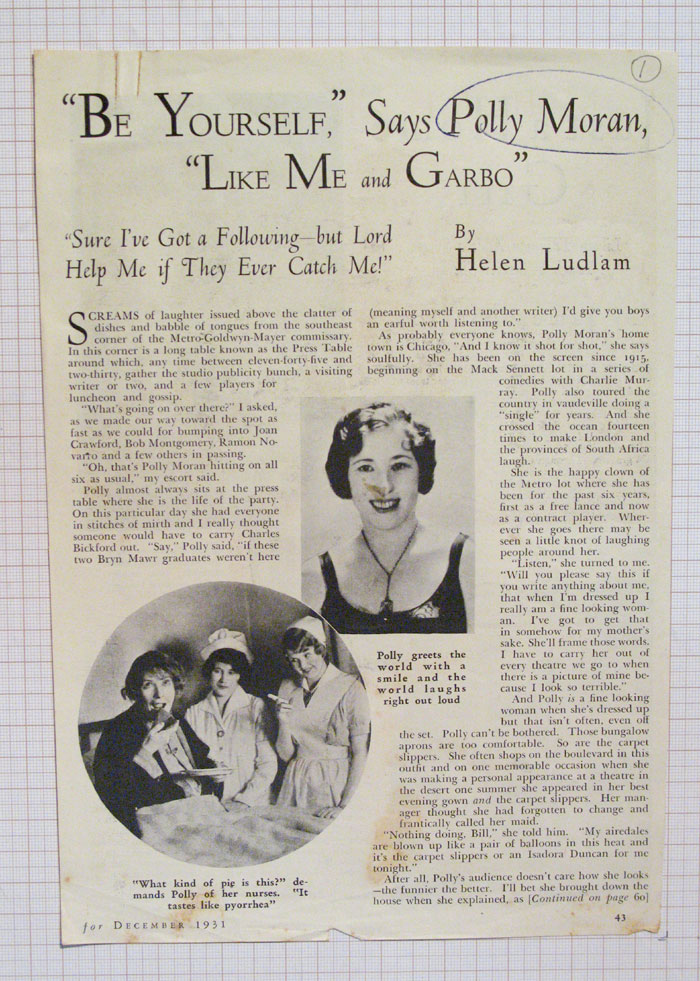 1
"BE YOURSELF," Says Polly Moran,
"LIKE ME and GARBO"
"Sure I've Got a Following—but Lord
Help Me if They Ever Catch Me!"
By
Helen Ludlam
SCREAMS of laughter issued above the clatter of
dishes and babble of tongues from the southeast
corner of the Metro-Goldwyn-Mayer commissary.
In this corner is a long table known as the Press Table
around which, any time between eleven-forty-five and
two-thirty, gather the studio publicity bunch, a visiting
writer or two, and a few players for
luncheon and gossip.
"What's going on over there?" I asked,
as we made our way toward the spot as
fast as we could for bumping into Joan
Crawford, Bob Montgomery, Ramon No-
varro and a few others in passing.
"Oh, that's Polly Moran hitting on all
six as usual," my escort said.
Polly almost always sits at the press
table where she is the life of the party.
On this particular day she had everyone
in stitches of mirth and I really thought
someone would have to carry Charles
Bickford out. "Say," Polly said, "if these
two Bryn Mawr graduates weren't here
(meaning myself and another writer) I'd give you boys
an earful worth listening to."
As probably everyone knows, Polly Moran's home
town is Chicago, "And I know it shot for shot," she says
soulfully. She has been on the screen since 1915,
beginning on the Mack Sennett lot in a series of
comedies with Charlie Mur-
ray. Polly also toured the
country in vaudeville doing a
"single" for years. And she
crossed the ocean fourteen
times to make London and
the provinces of South Africa
laugh.
She is the happy clown of
the Metro lot where she has
been for the past six years,
first as a free lance and now
as a contract player. Wher-
ever she goes there may be
seen a little knot of laughing
people around her.
"Listen," she turned to me.
"Will you please say this if
you write anything about me,
that when I'm dressed up I
really am a fine looking wom-
an. I've got to get that
in somehow for my mother's
sake. She'll frame those words.
I have to carry her out of
every theatre we go to when
there is a picture of mine be-
cause I look so terrible."
And Polly is a fine looking
woman when she's dressed up
but that isn't often, even off
the set. Polly can't be bothered. Those bungalow
aprons are too comfortable. So are the carpet
slippers. She often shops on the boulevard in this
outfit and on one memorable occasion when she
was making a personal appearance at a theatre in
the desert one summer she appeared in her best
evening gown and the carpet slippers. Her man-
ager thought she had forgotten to change and
frantically called her maid.
"Nothing doing, Bill," she told him. "My airedales
are blown up like a pair of balloons in this heat and
it's the carpet slippers or an Isadora Duncan for me
tonight."
After all, Polly's audience doesn't care how she looks
—the funnier the better. I'll bet she brought down the
house when she explained, as [Continued on page 60]
Polly greets the
world with a
smile and the
world laughs
right out loud
"What kind of pie is this?" de-
mands Polly of her nurses. "It
tastes like pyorrhea"
for DECEMBER 1931
43